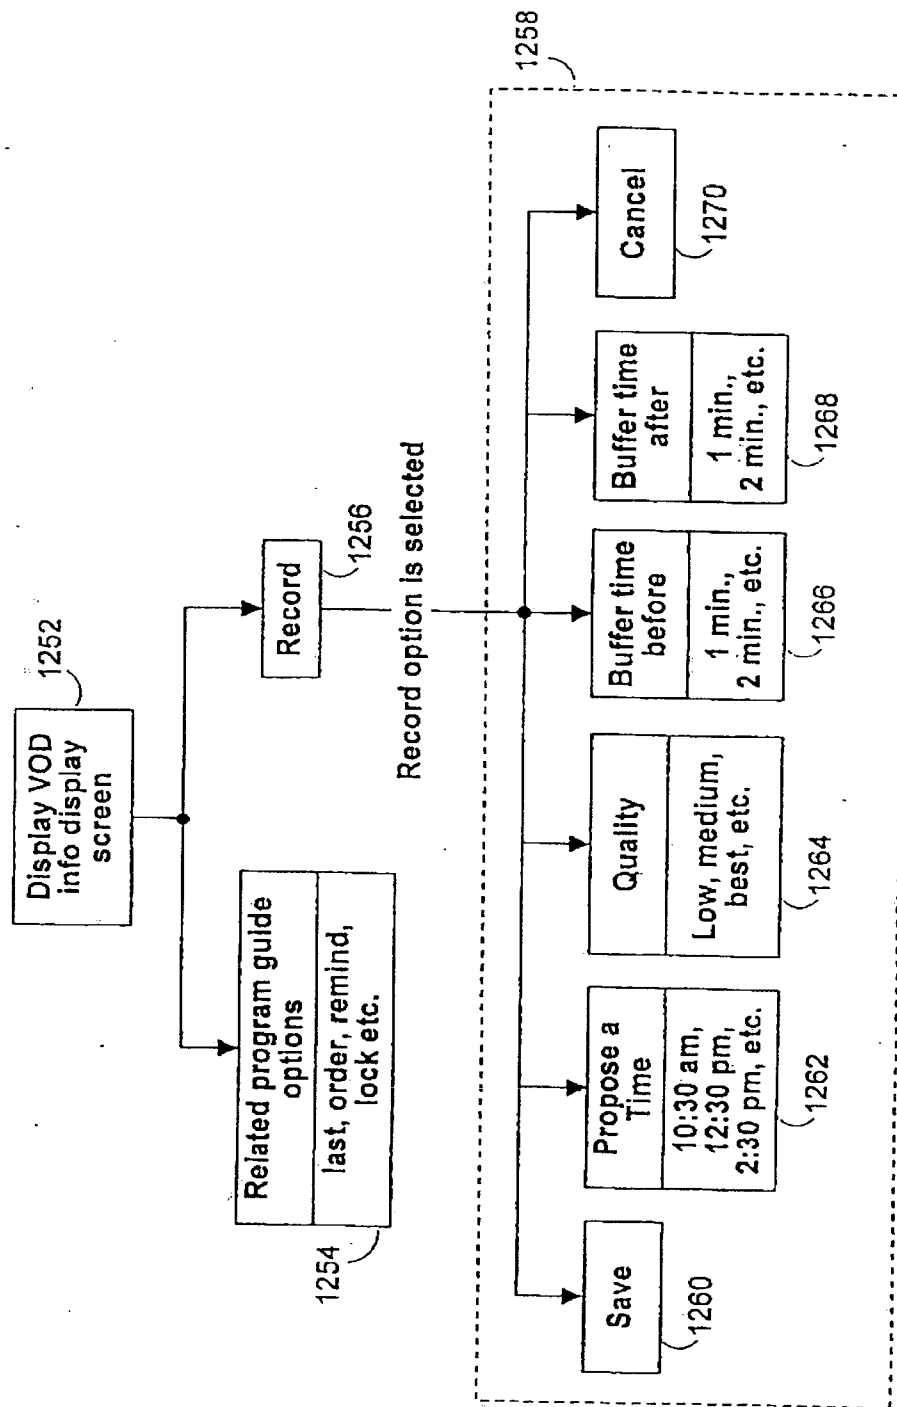 1252
Display VOD
info display
screen
Related program guide
options
last, order, remind,
lock etc.
1254
Record
1256
Record option is selected
1258
Save
1260
Propose a
Time
10:30 am,
12:30 pm,
2:30 pm, etc.
1262
Quality
Low, medium,
best, etc.
1264
Buffer time
before
1 min.,
2 min., etc.
1266
Buffer time
after
1 min.,
2 min., etc.
1268
Cancel
1270